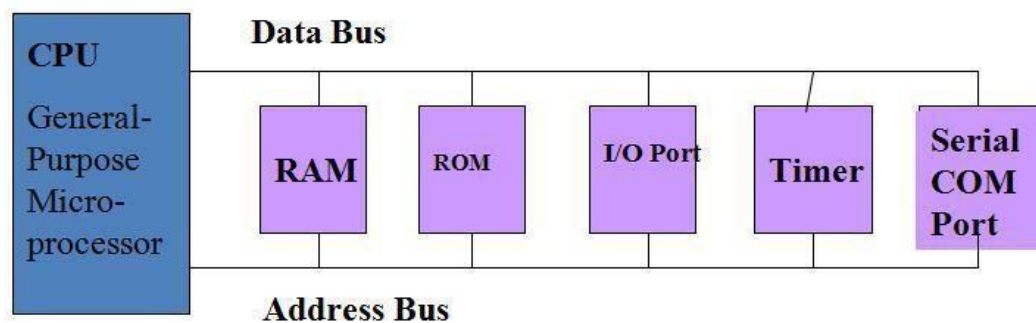 Data Bus
CPU
General-
Purpose
Micro-
processor
RAM
ROM
I/O Port
Timer
Serial
COM
Port
Address Bus